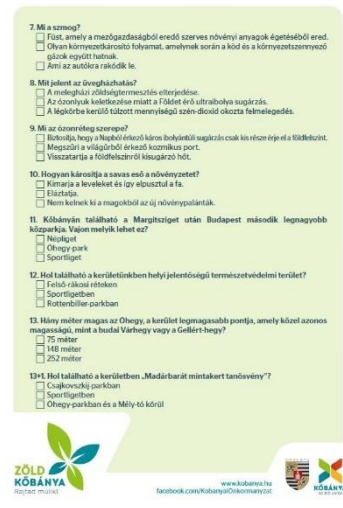 7. Mi a szmog?
Füst, amely a mezőgazdaságból eredő szerves növényi anyagok égetéséből ered.
Olyan környezetkárosító folyamat, amelynek során a köd és a környezetszennyező
gázok együtt hatnak.
Ami az autókra rakódik le.
8. Mit jelent az üvegházhatás?
A melegházi zöldségtermesztés elterjedése.
Az ózonlyuk keletkezése miatt a Földet érő ultraibolya sugárzás.
A légkörbe kerülő túlzott mennyiségű szén-dioxid okozta felmelegedés.
9. Mi az ózonréteg szerepe?
Biztosítja, hogy a Napból érkező káros ibolyántúli sugárzás csak kis része érje el a földfelszínt.
Megszűri a világűrből érkező kozmikus port.
Visszatartja a földfelszínről kisugárzó hőt.
10. Hogyan károsítja a savas eső a növényzetet?
Kimarja a leveleket és így elpusztul a fa.
Eláztatja.
Nem kelnek ki a magokból az új növénypalánták.
11. Kőbányán található a Margitsziget után Budapest második legnagyobb
közparkja. Vajon melyik lehet ez?
Népliget
Óhegy-park
Sportliget
12. Hol található a kerületünkben helyi jelentőségű természetvédelmi terület?
Felső-rákosi réteken
Sportligetben
Rottenbiller-parkban
13. Hány méter magas az Óhegy, a kerület legmagasabb pontja, amely közel azonos
magasságú, mint a budai Várhegy vagy a Gellért-hegy?
75 méter
148 méter
252 méter
13+1. Hol található a kerületben „Madárbarát mintakert tanösvény"?
Csajkovszkij-parkban
Sportligetben
Óhegy-parkban és a Mély-tó körül
ZÖLD
KŐBÁNYA
Rajtad múlik!
www.kobanya.hu
facebook.com/KobanyaiOnkormanyzat
KŐBÁNYA